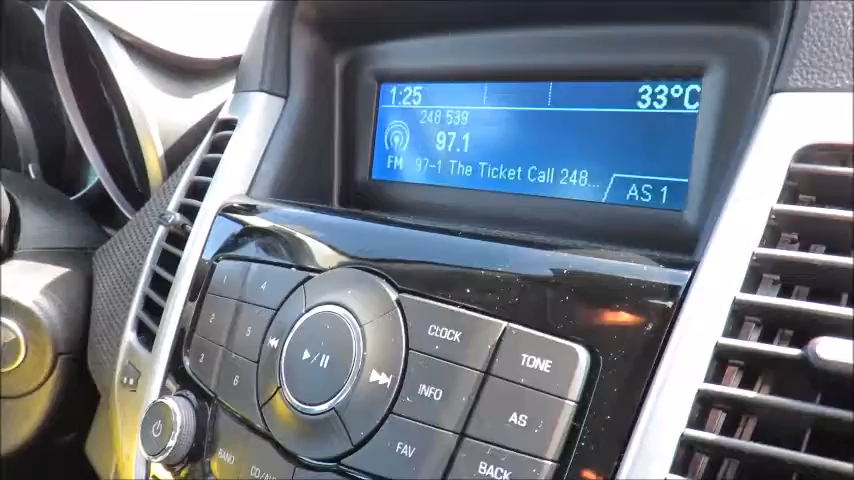 1:25
33°C
248 539
97.1
FM
97-1 The Ticket Call 248...
AS 1
1
4
CLOCK
2
5
TONE
3
6
INFO
AS
FAV
BACK
BAND